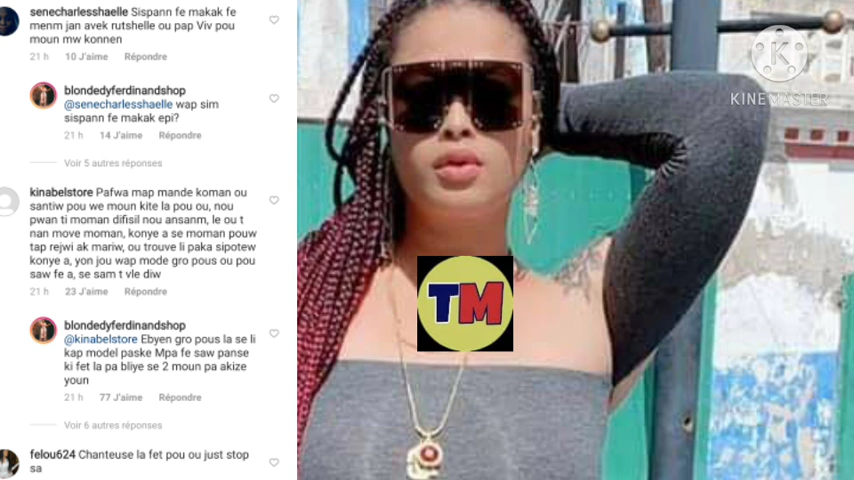 senecharlesshaelle Sispann fe makak fe
menm jan avek rutshelle ou pap Viv pou
moun mw konnen
21 h 10 J'aime Répondre
blondedyferdinandshop
@senecharlesshaelle wap sim
sispann fe makak epi?
21 h 14 J'aime Répondre
Voir 5 autres réponses
kinabelstore Pafwa map mande koman ou
santiw pou we moun kite la pou ou, nou
pwan ti moman difisil nou ansanm, le ou t
nan move moman, konye a se moman pouw
tap rejwi ak mariw, ou trouve li paka sipotew
konye a, yon jou wap mode gro pous ou pou
saw fe a, se sam t vle diw
21 h 23 J'aime Répondre
blondedyferdinandshop
@kinabelstore Ebyen gro pous la se li
kap model paske Mpa fe saw panse
ki fet la pa bliye se 2 moun pa akize
youn
21 h 77 J'aime Répondre
Voir 6 autres réponses
felou624 Chanteuse la fet pou ou just stop
sa
TM
KINEMASTER